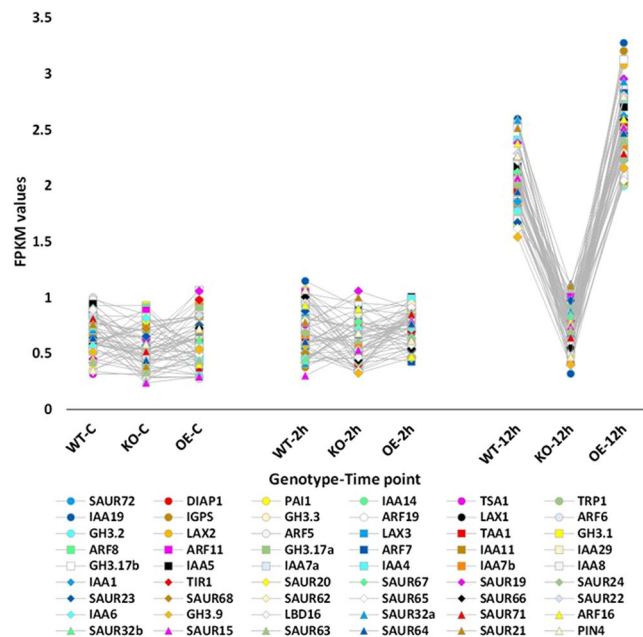 3.5
3
2.5
2
1.5
1
0.5
0
FPKM values
WT-C KO-C OE-C WT-2h KO-2h OE-2h WT-12h KO-12h OE-12h
Genotype-Time point
SAUR72 DIAP1 PAI1 IAA14 TSA1 TRP1
IAA19 IGPS GH3.3 ARF19 LAX1 ARF6
GH3.2 LAX2 ARF5 LAX3 TAA1 GH3.1
ARF8 ARF11 GH3.17a ARF7 IAA11 IAA29
GH3.17b IAA5 IAA7a IAA4 IAA7b IAA8
IAA1 TIR1 SAUR20 SAUR67 SAUR19 SAUR24
SAUR23 SAUR68 SAUR62 SAUR65 SAUR66 SAUR22
IAA6 GH3.9 LBD16 SAUR32a SAUR71 ARF16
SAUR32b SAUR15 SAUR63 SAUR64 SAUR21 PIN4